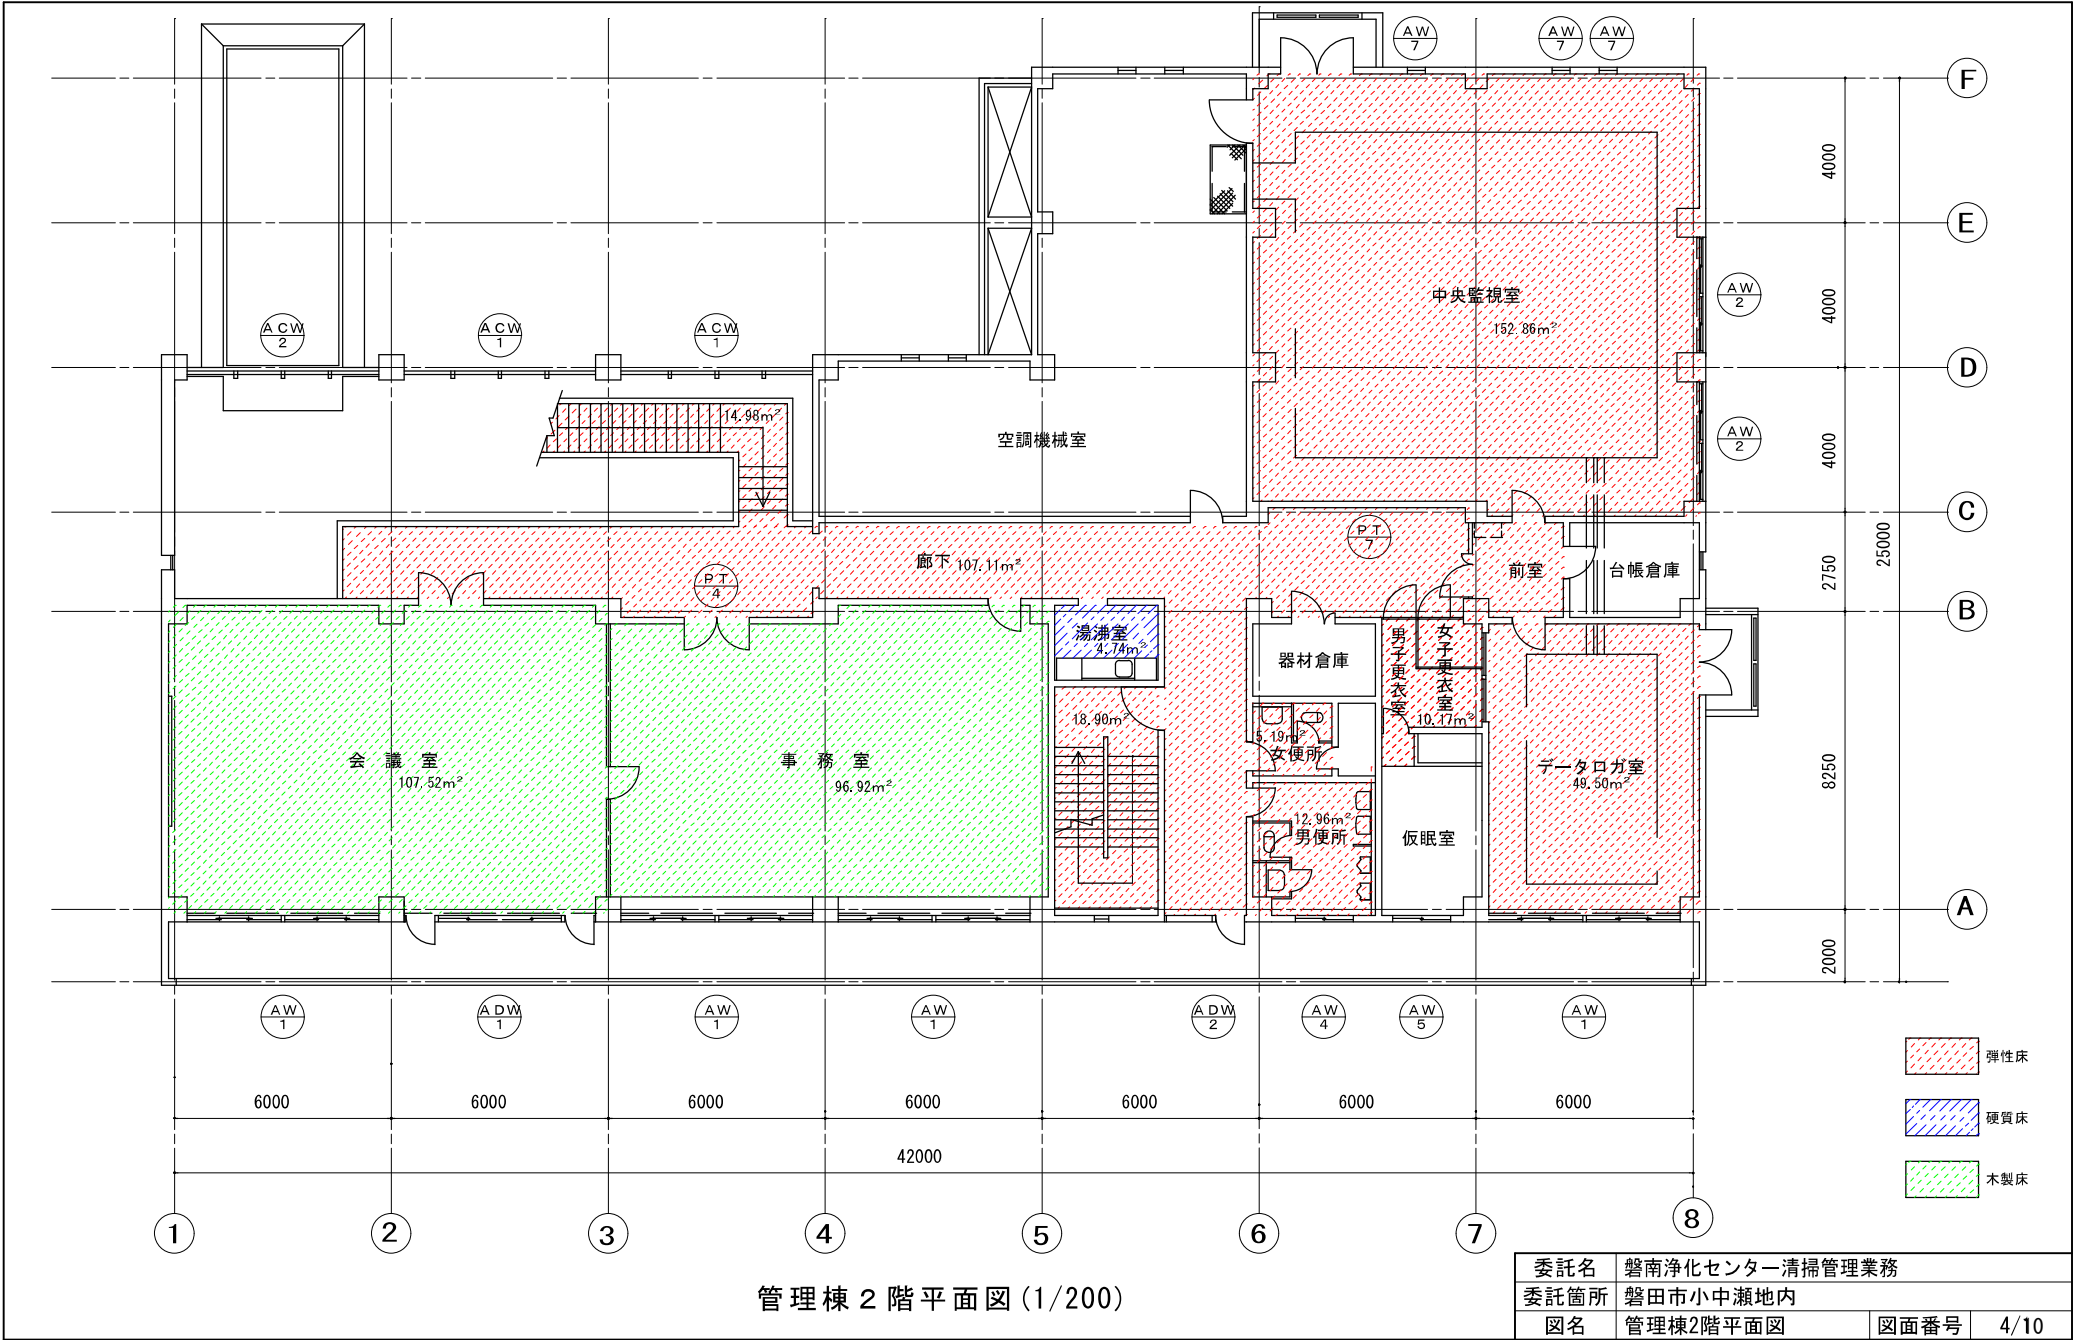 AW 7
AW 7
AW 7
F
4000
E
中央監視室
152.86m²
AW 2
4000
ACW 2
ACW 1
ACW 1
D
14.98m²
空調機械室
AW 2
4000
C
PT 7
25000
廊下 107.11m²
前室
台帳倉庫
2750
PT 4
B
湯沸室
4.74m²
器材倉庫
男子更衣室
女子更衣室
10.17m²
18.90m²
5.19m²
女便所
会議室
107.52m²
事務室
96.92m²
データロガ室
49.50m²
8250
12.96m²
男便所
仮眠室
A
2000
AW 1
ADW 1
AW 1
AW 1
ADW 2
AW 4
AW 5
AW 1
弾性床
硬質床
木製床
6000 6000 6000 6000 6000 6000 6000
42000
1 2 3 4 5 6 7 8
管理棟2階平面図(1/200)
委託名 磐南浄化センター清掃管理業務
委託箇所 磐田市小中瀬地内
図名 管理棟2階平面図 図面番号 4/10